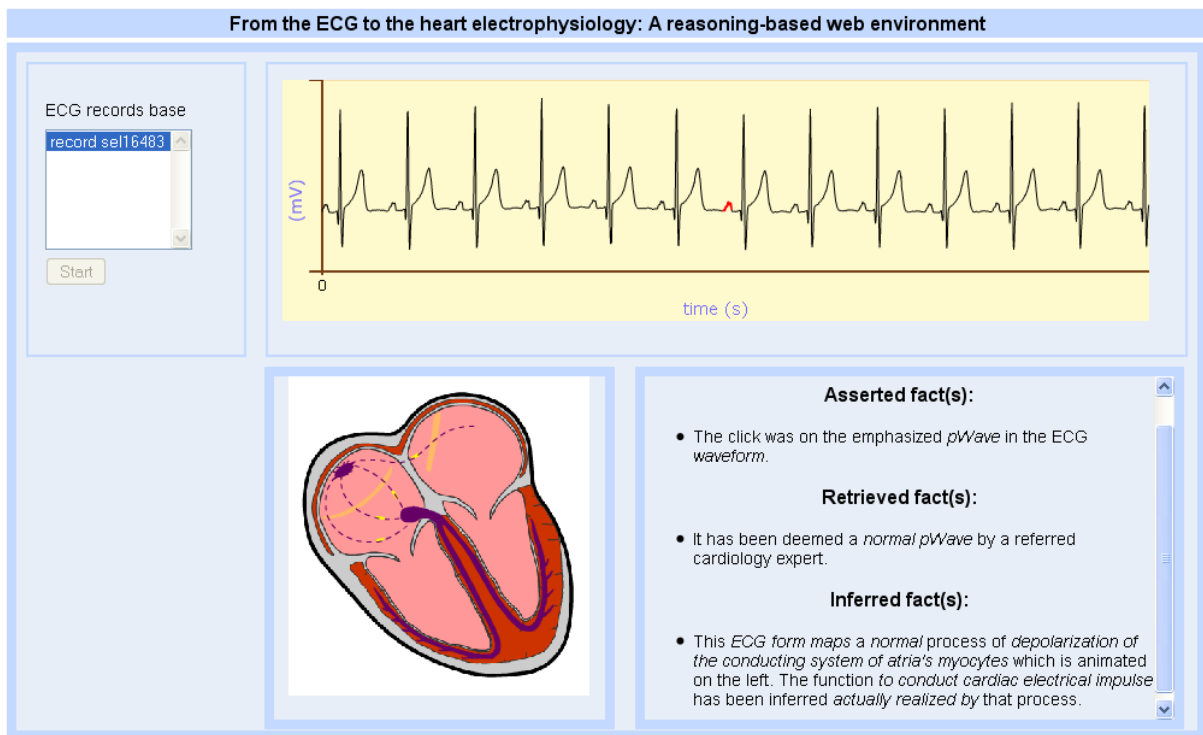 From the ECG to the heart electrophysiology: A reasoning-based web environment
ECG records base
record sel16483
Start
(mV)
0
time (s)
Asserted fact(s):
• The click was on the emphasized pWave in the ECG
waveform.
Retrieved fact(s):
• It has been deemed a normal pWave by a referred
cardiology expert.
Inferred fact(s):
• This ECG form maps a normal process of depolarization of
the conducting system of atria's myocytes which is animated
on the left. The function to conduct cardiac electrical impulse
has been inferred actually realized by that process.